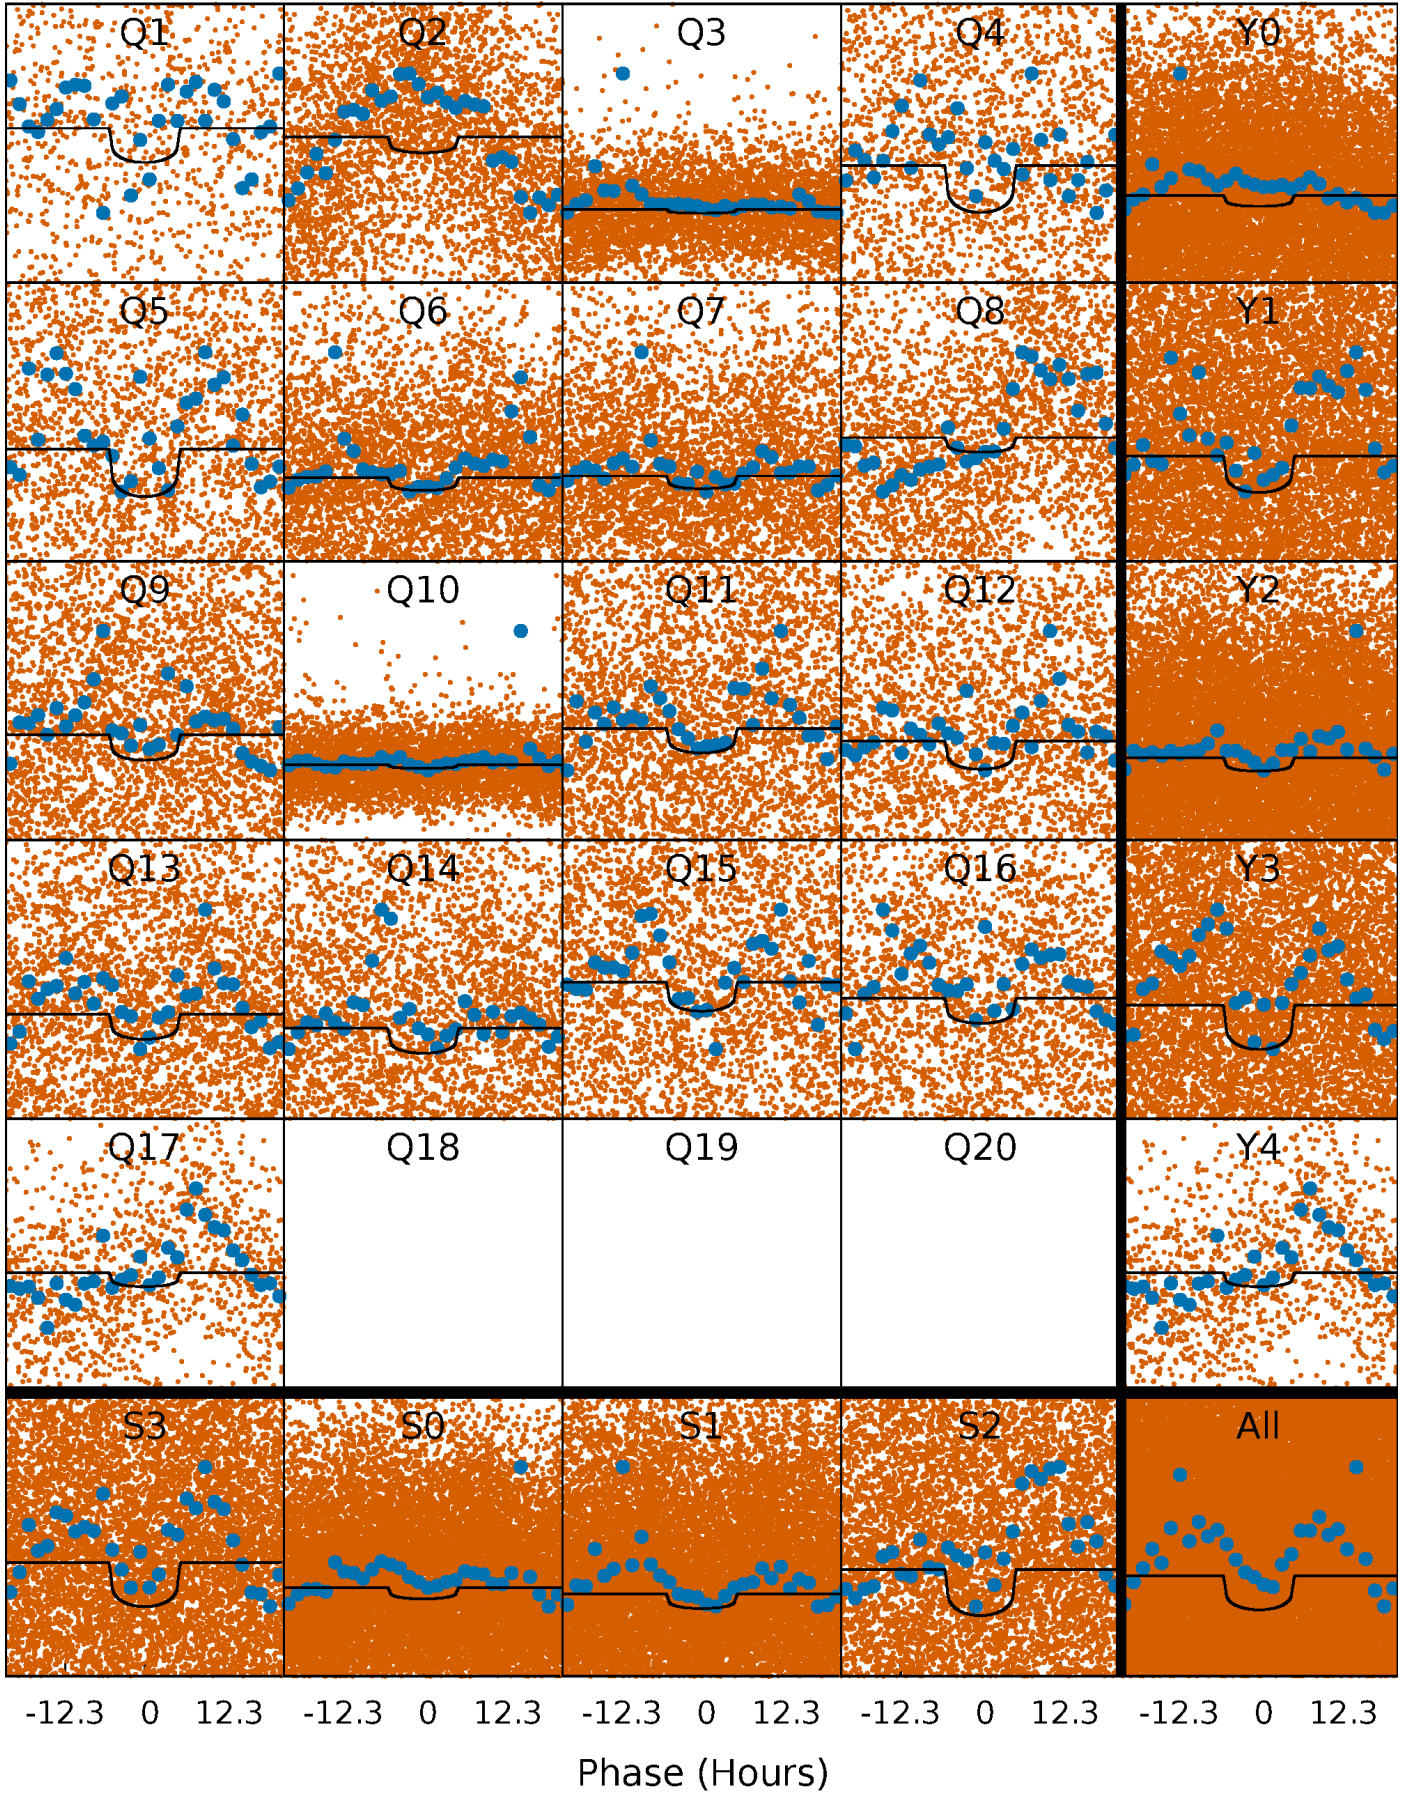 Q1 Q2 Q3 Q4 Y0
Q5 Q6 Q7 Q8 Y1
Q9 Q10 Q11 Q12 Y2
Q13 Q14 Q15 Q16 Y3
Q17 Q18 Q19 Q20 Y4
S3 S0 S1 S2 All
-12.3 0 12.3 -12.3 0 12.3 -12.3 0 12.3 -12.3 0 12.3 -12.3 0 12.3
Phase (Hours)